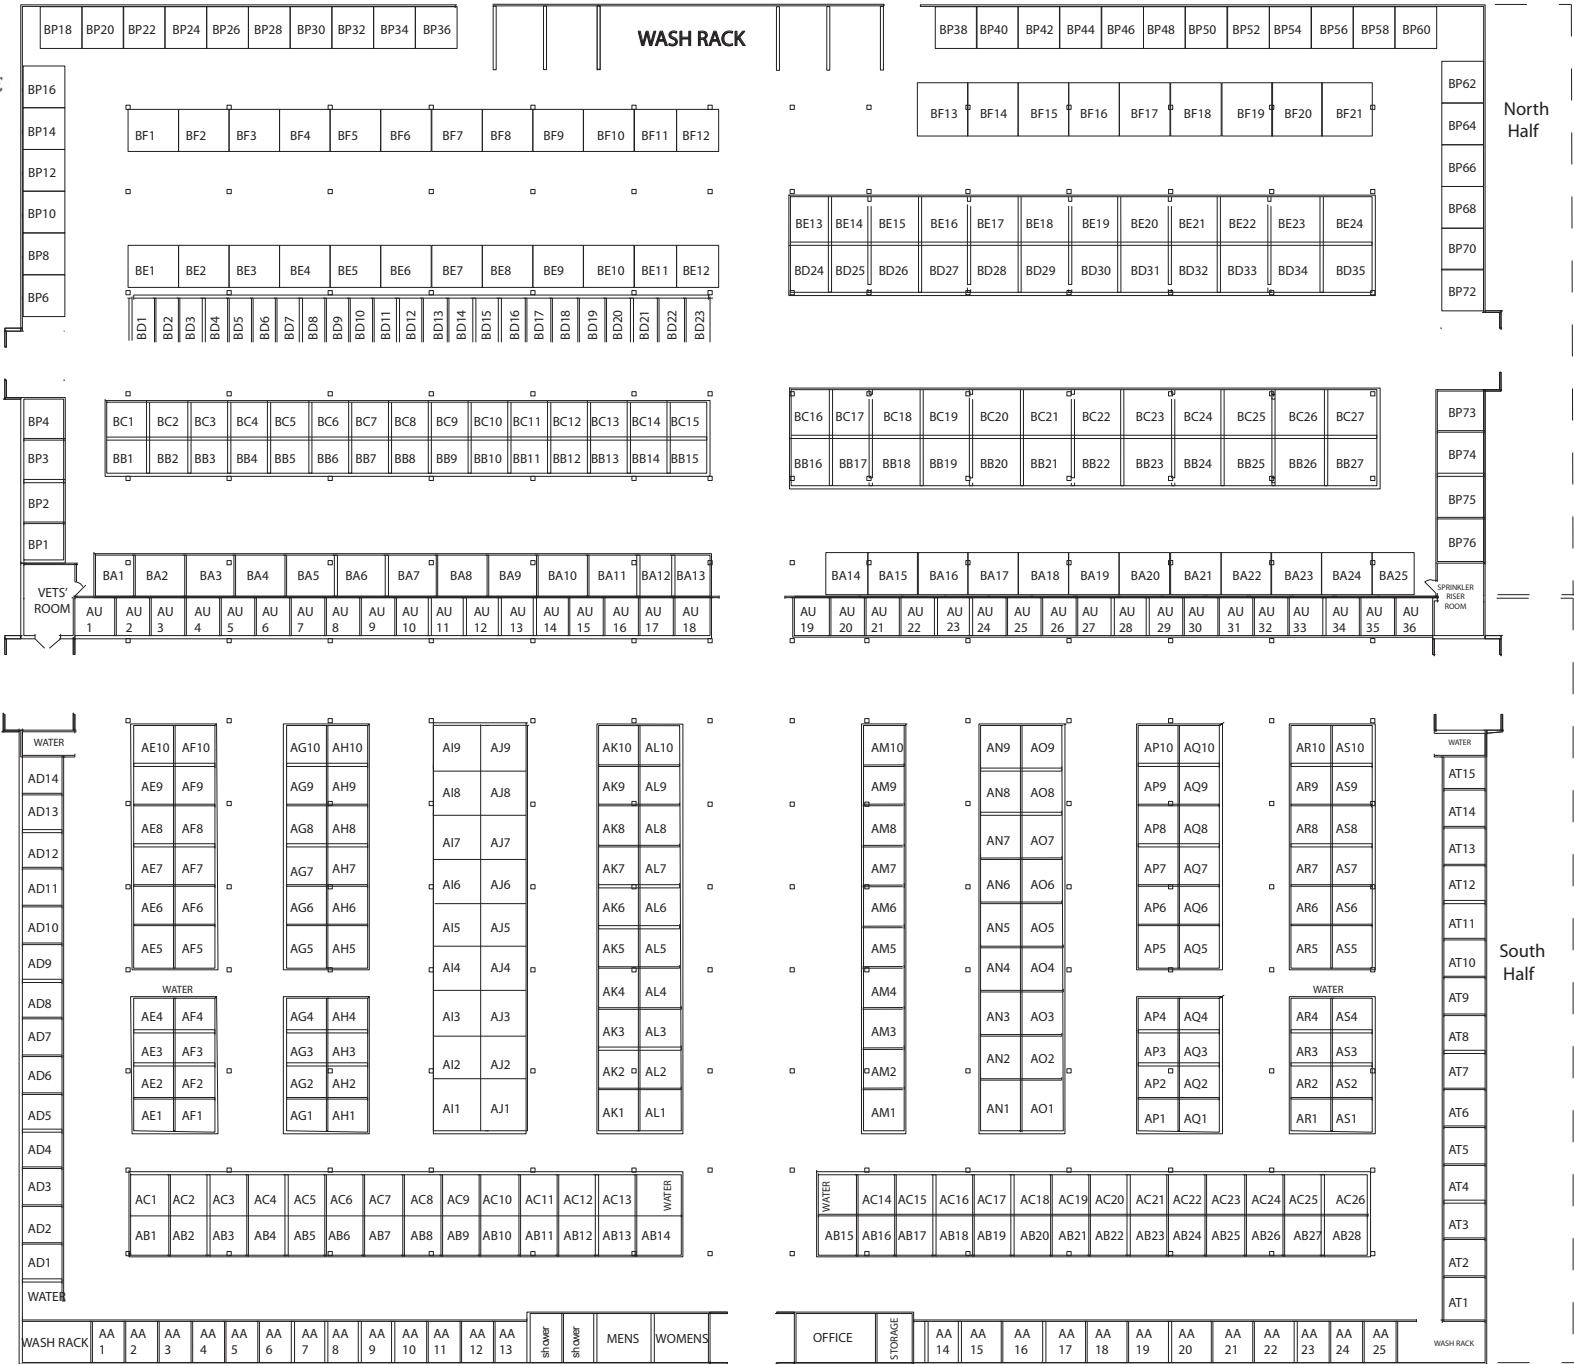 BP18 BP20 BP22 BP24 BP26 BP28 BP30 BP32 BP34 BP36
WASH RACK
BP38 BP40 BP42 BP44 BP46 BP48 BP50 BP52 BP54 BP56 BP58 BP60
BP16
BP14
BP12
BP10
BP8
BP6
BF1 BF2 BF3 BF4 BF5 BF6 BF7 BF8 BF9 BF10 BF11 BF12
BF13 BF14 BF15 BF16 BF17 BF18 BF19 BF20 BF21
BP62
BP64
BP66
BP68
BP70
BP72
North
Half
BE13 BE14 BE15 BE16 BE17 BE18 BE19 BE20 BE21 BE22 BE23 BE24
BD24 BD25 BD26 BD27 BD28 BD29 BD30 BD31 BD32 BD33 BD34 BD35
BE1 BE2 BE3 BE4 BE5 BE6 BE7 BE8 BE9 BE10 BE11 BE12
BD1 BD2 BD3 BD4 BD5 BD6 BD7 BD8 BD9 BD10 BD11 BD12 BD13 BD14 BD15 BD16 BD17 BD18 BD19 BD20 BD21 BD22 BD23
BP4
BP3
BP2
BP1
BC1 BC2 BC3 BC4 BC5 BC6 BC7 BC8 BC9 BC10 BC11 BC12 BC13 BC14 BC15
BB1 BB2 BB3 BB4 BB5 BB6 BB7 BB8 BB9 BB10 BB11 BB12 BB13 BB14 BB15
BC16 BC17 BC18 BC19 BC20 BC21 BC22 BC23 BC24 BC25 BC26 BC27
BB16 BB17 BB18 BB19 BB20 BB21 BB22 BB23 BB24 BB25 BB26 BB27
BP73
BP74
BP75
BP76
VETS'
ROOM
BA1 BA2 BA3 BA4 BA5 BA6 BA7 BA8 BA9 BA10 BA11 BA12 BA13
BA14 BA15 BA16 BA17 BA18 BA19 BA20 BA21 BA22 BA23 BA24 BA25
SPRINKLER
RISER
ROOM
AU AU AU AU AU AU AU AU AU AU AU AU AU AU AU AU AU AU
1 2 3 4 5 6 7 8 9 10 11 12 13 14 15 16 17 18
AU AU AU AU AU AU AU AU AU AU AU AU AU AU AU AU AU AU
19 20 21 22 23 24 25 26 27 28 29 30 31 32 33 34 35 36
WATER
AD14
AD13
AD12
AD11
AD10
AD9
AD8
AD7
AD6
AD5
AD4
AD3
AD2
AD1
WATER
AE10 AF10
AE9 AF9
AE8 AF8
AE7 AF7
AE6 AF6
AE5 AF5
WATER
AE4 AF4
AE3 AF3
AE2 AF2
AE1 AF1
AG10 AH10
AG9 AH9
AG8 AH8
AG7 AH7
AG6 AH6
AG5 AH5
AG4 AH4
AG3 AH3
AG2 AH2
AG1 AH1
AI9 AJ9
AI8 AJ8
AI7 AJ7
AI6 AJ6
AI5 AJ5
AI4 AJ4
AI3 AJ3
AI2 AJ2
AI1 AJ1
AK10 AL10
AK9 AL9
AK8 AL8
AK7 AL7
AK6 AL6
AK5 AL5
AK4 AL4
AK3 AL3
AK2 AL2
AK1 AL1
AM10
AM9
AM8
AM7
AM6
AM5
AM4
AM3
AM2
AM1
AN9 AO9
AN8 AO8
AN7 AO7
AN6 AO6
AN5 AO5
AN4 AO4
AN3 AO3
AN2 AO2
AN1 AO1
AP10 AQ10
AP9 AQ9
AP8 AQ8
AP7 AQ7
AP6 AQ6
AP5 AQ5
AP4 AQ4
AP3 AQ3
AP2 AQ2
AP1 AQ1
AR10 AS10
AR9 AS9
AR8 AS8
AR7 AS7
AR6 AS6
AR5 AS5
WATER
AR4 AS4
AR3 AS3
AR2 AS2
AR1 AS1
WATER
AT15
AT14
AT13
AT12
AT11
AT10
AT9
AT8
AT7
AT6
AT5
AT4
AT3
AT2
AT1
South
Half
AC1 AC2 AC3 AC4 AC5 AC6 AC7 AC8 AC9 AC10 AC11 AC12 AC13 WATER
AB1 AB2 AB3 AB4 AB5 AB6 AB7 AB8 AB9 AB10 AB11 AB12 AB13 AB14
WATER AC14 AC15 AC16 AC17 AC18 AC19 AC20 AC21 AC22 AC23 AC24 AC25 AC26
AB15 AB16 AB17 AB18 AB19 AB20 AB21 AB22 AB23 AB24 AB25 AB26 AB27 AB28
WASH RACK
AA AA AA AA AA AA AA AA AA AA AA AA AA
1 2 3 4 5 6 7 8 9 10 11 12 13
shower shower MENS WOMENS
OFFICE STORAGE
AA AA AA AA AA AA AA AA AA AA AA AA
14 15 16 17 18 19 20 21 22 23 24 25
WASH RACK